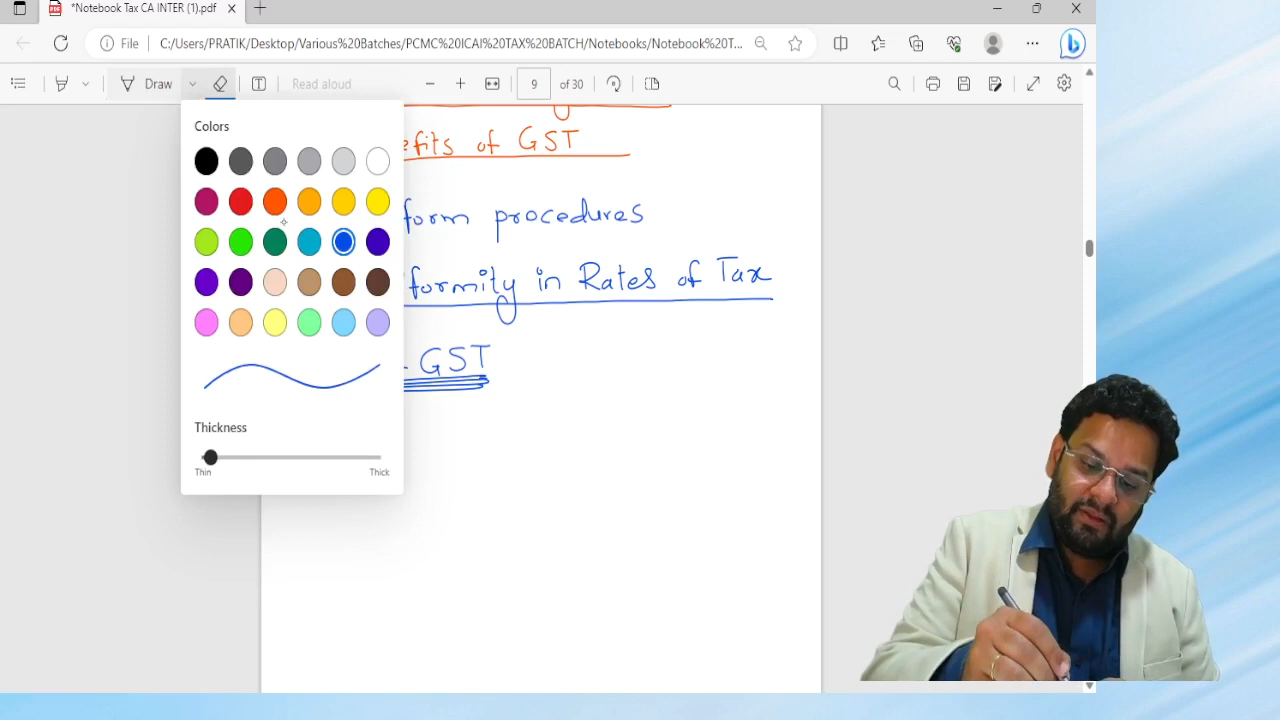 *Notebook Tax CA INTER (1).pdf
File C:/Users/PRATIK/Desktop/Various%20Batches/PCMC%20ICAI%20TAX%20BATCH/Notebooks/Notebook%20T...
Draw Read aloud 9 of 30
Colors
efits of GST
form procedures
formity in Rates of Tax
GST
Thickness
Thin Thick